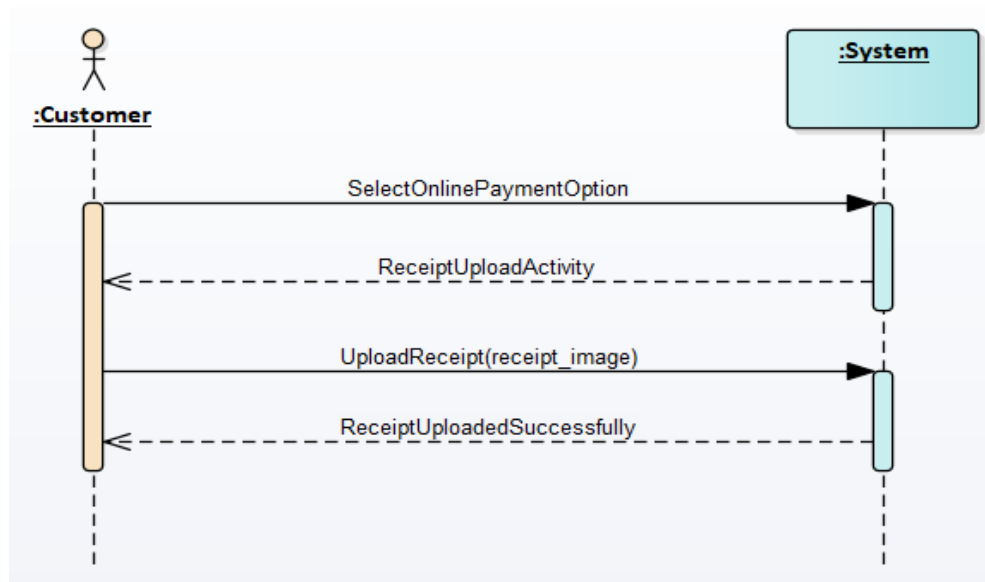 :System
:Customer
SelectOnlinePaymentOption
ReceiptUploadActivity
UploadReceipt(receipt_image)
ReceiptUploadedSuccessfully